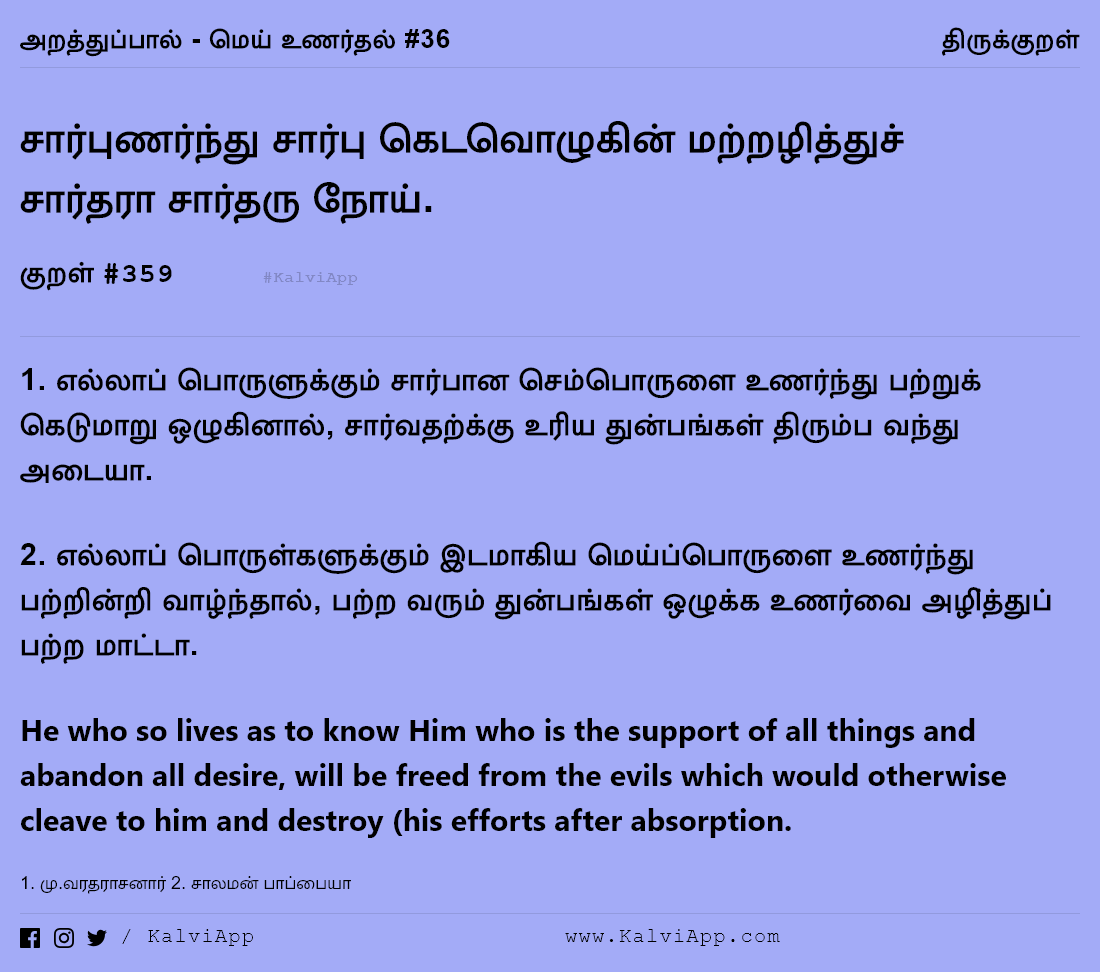 அறத்துப்பால் - மெய் உணர்தல் #36
திருக்குறள்
சார்புணர்ந்து சார்பு கெடவொழுகின் மற்றழித்துச்
சார்தரா சார்தரு நோய்.
குறள் #359
#KalviApp
1. எல்லாப் பொருளுக்கும் சார்பான செம்பொருளை உணர்ந்து பற்றுக்
கெடுமாறு ஒழுகினால், சார்வதற்க்கு உரிய துன்பங்கள் திரும்ப வந்து
அடையா.
2. எல்லாப் பொருள்களுக்கும் இடமாகிய மெய்ப்பொருளை உணர்ந்து
பற்றின்றி வாழ்ந்தால், பற்ற வரும் துன்பங்கள் ஒழுக்க உணர்வை அழி்த்துப்
பற்ற மாட்டா.
He who so lives as to know Him who is the support of all things and
abandon all desire, will be freed from the evils which would otherwise
cleave to him and destroy (his efforts after absorption.
1. மு.வரதராசனார் 2. சாலமன் பாப்பையா
/ KalviApp
www.KalviApp.com